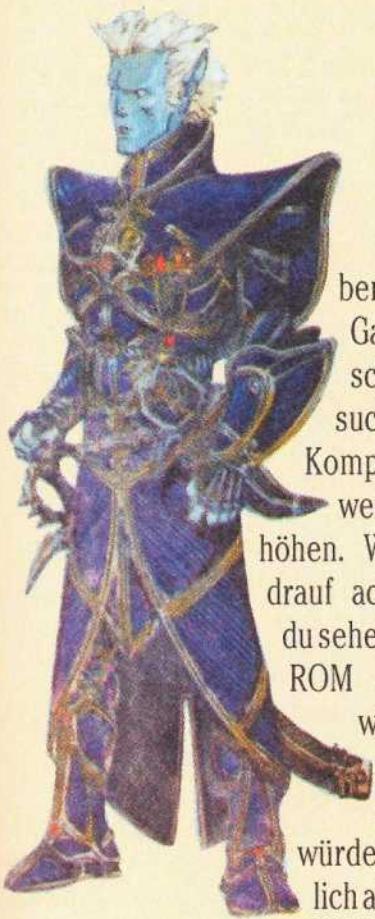 ber
Ga
sc
suc
Komp
we
höhen. W
drauf ac
du sehe
ROM
w
würde
lich a